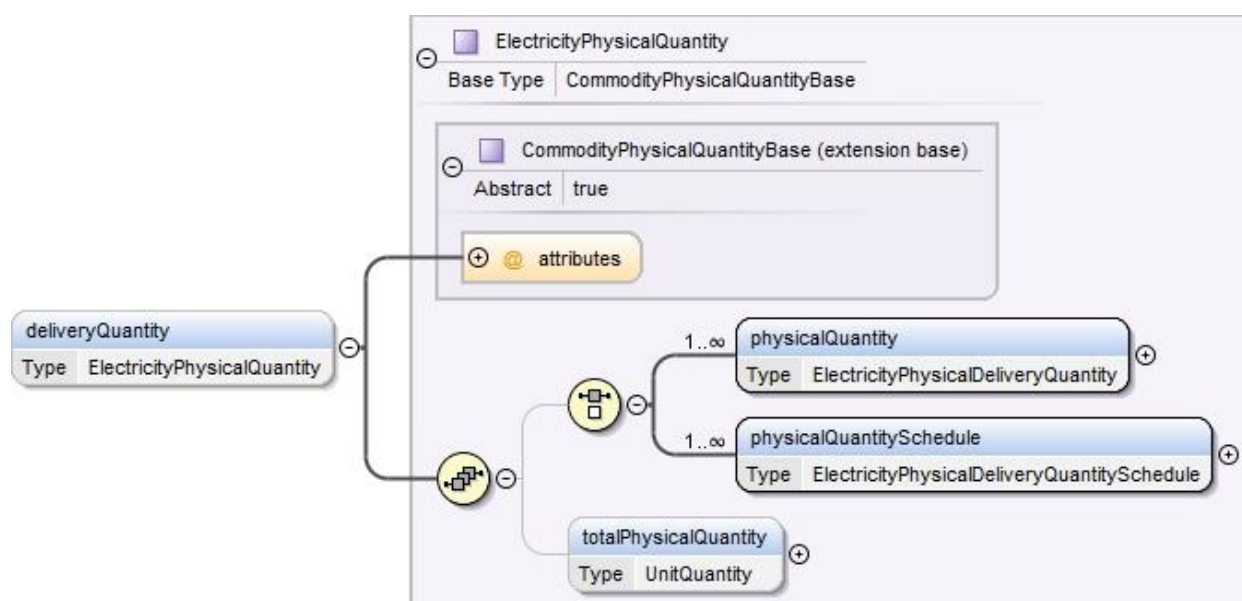 ElectricityPhysicalQuantity
Base Type CommodityPhysicalQuantityBase
CommodityPhysicalQuantityBase (extension base)
Abstract true
@ attributes
deliveryQuantity
Type ElectricityPhysicalQuantity
1..∞ physicalQuantity
Type ElectricityPhysicalDeliveryQuantity
1..∞ physicalQuantitySchedule
Type ElectricityPhysicalDeliveryQuantitySchedule
totalPhysicalQuantity
Type UnitQuantity